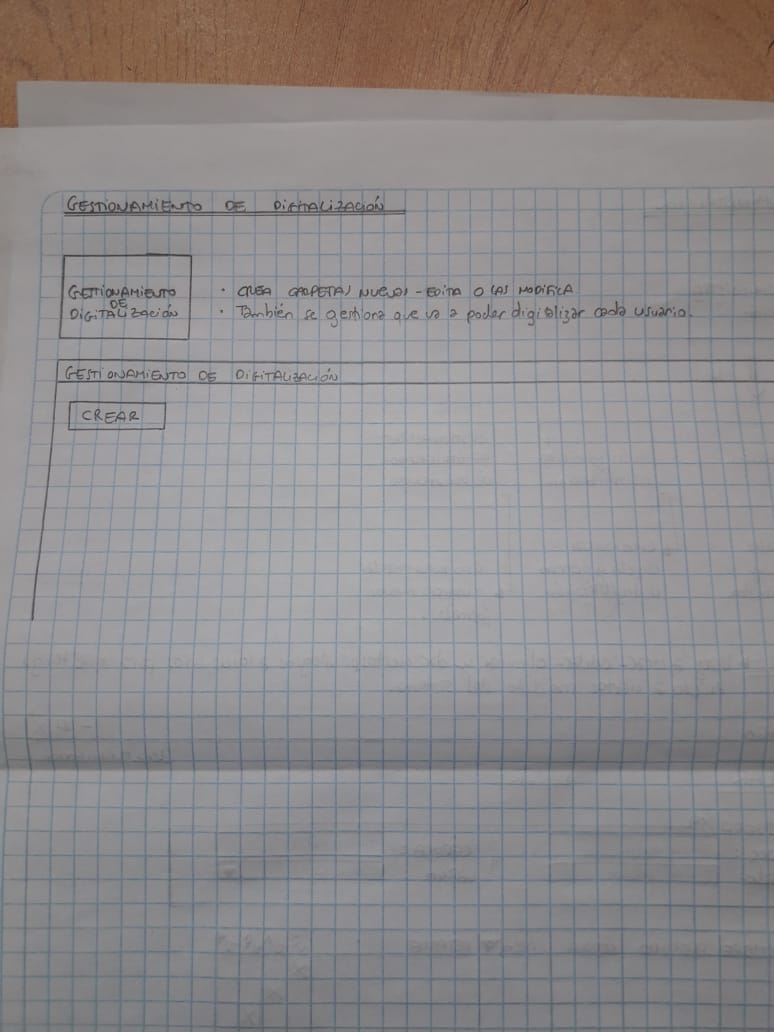 GESTIONAMIENTO DE DIGITALIZACIÓN
GESTIONAMIENTO
DE
DIGITALIZACIÓN
• CREA CARPETAS NUEVAS - EDITA O LAS MODIFICA
• También se gestiona que va a poder digitalizar cada usuario.
GESTIONAMIENTO DE DIGITALIZACIÓN
CREAR